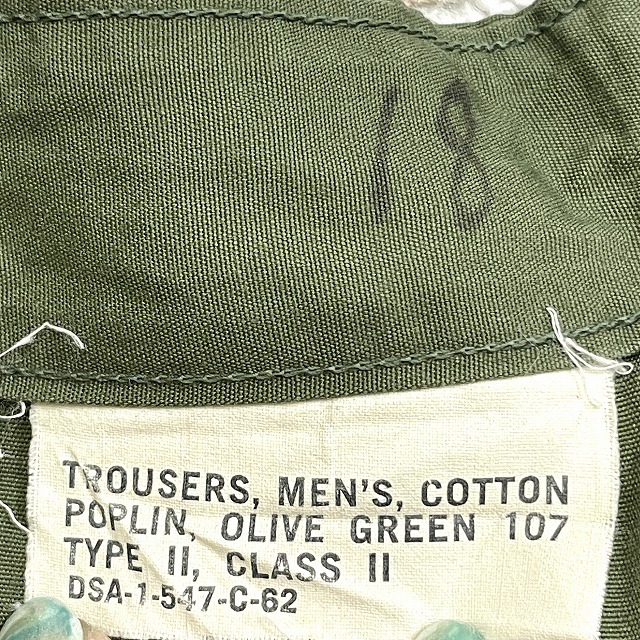 18
TROUSERS, MEN'S, COTTON
POPLIN, OLIVE GREEN 107
TYPE II, CLASS II
DSA-1-547-C-62